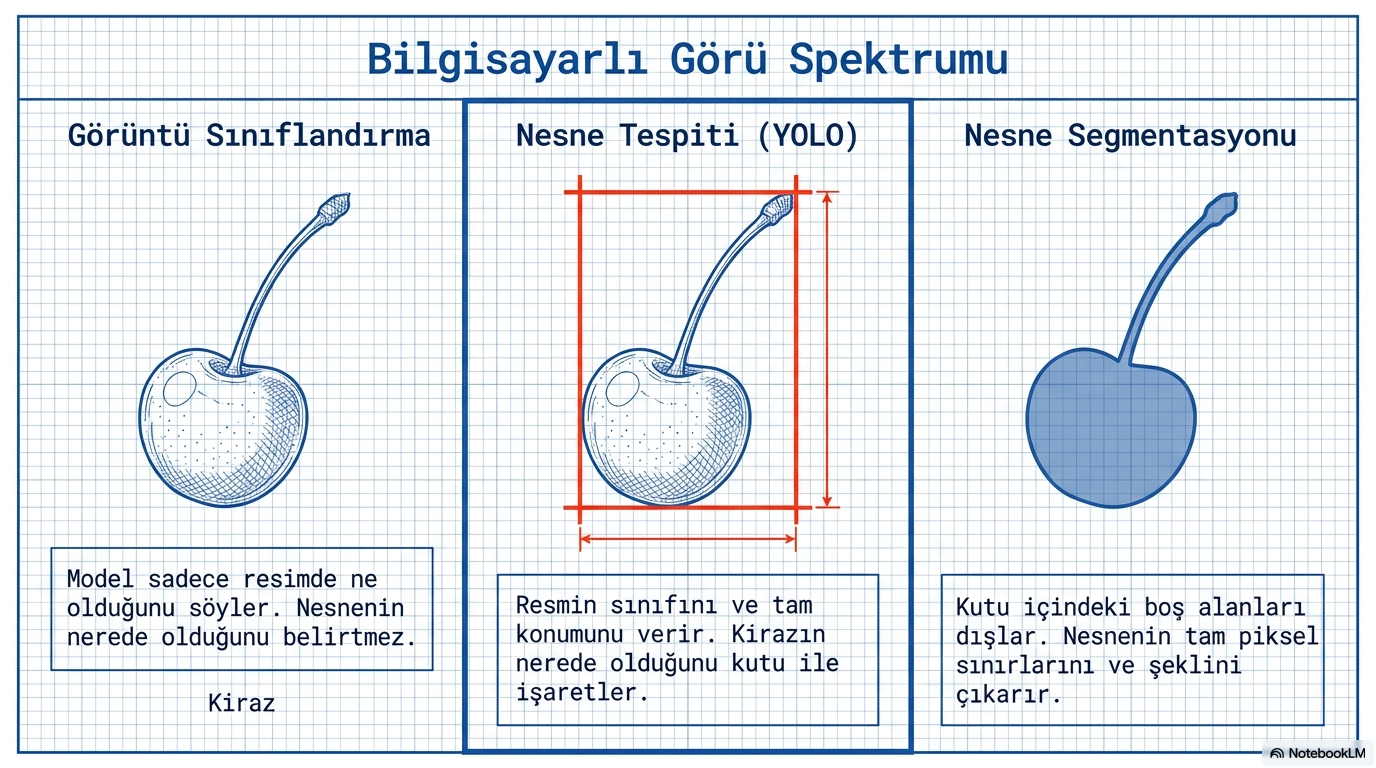 Bilgisayarlı Görü Spektrumu
Görüntü Sınıflandırma
Model sadece resimde ne
olduğunu söyler. Nesnenin
nerede olduğunu belirtmez.
Kiraz
Nesne Tespiti (YOLO)
Resmin sınıfını ve tam
konumunu verir. Kirazın
nerede olduğunu kutu ile
işaretler.
Nesne Segmentasyonu
Kutu içindeki boş alanları
dışlar. Nesnenin tam piksel
sınırlarını ve şeklini
çıkarır.
NotebookLM